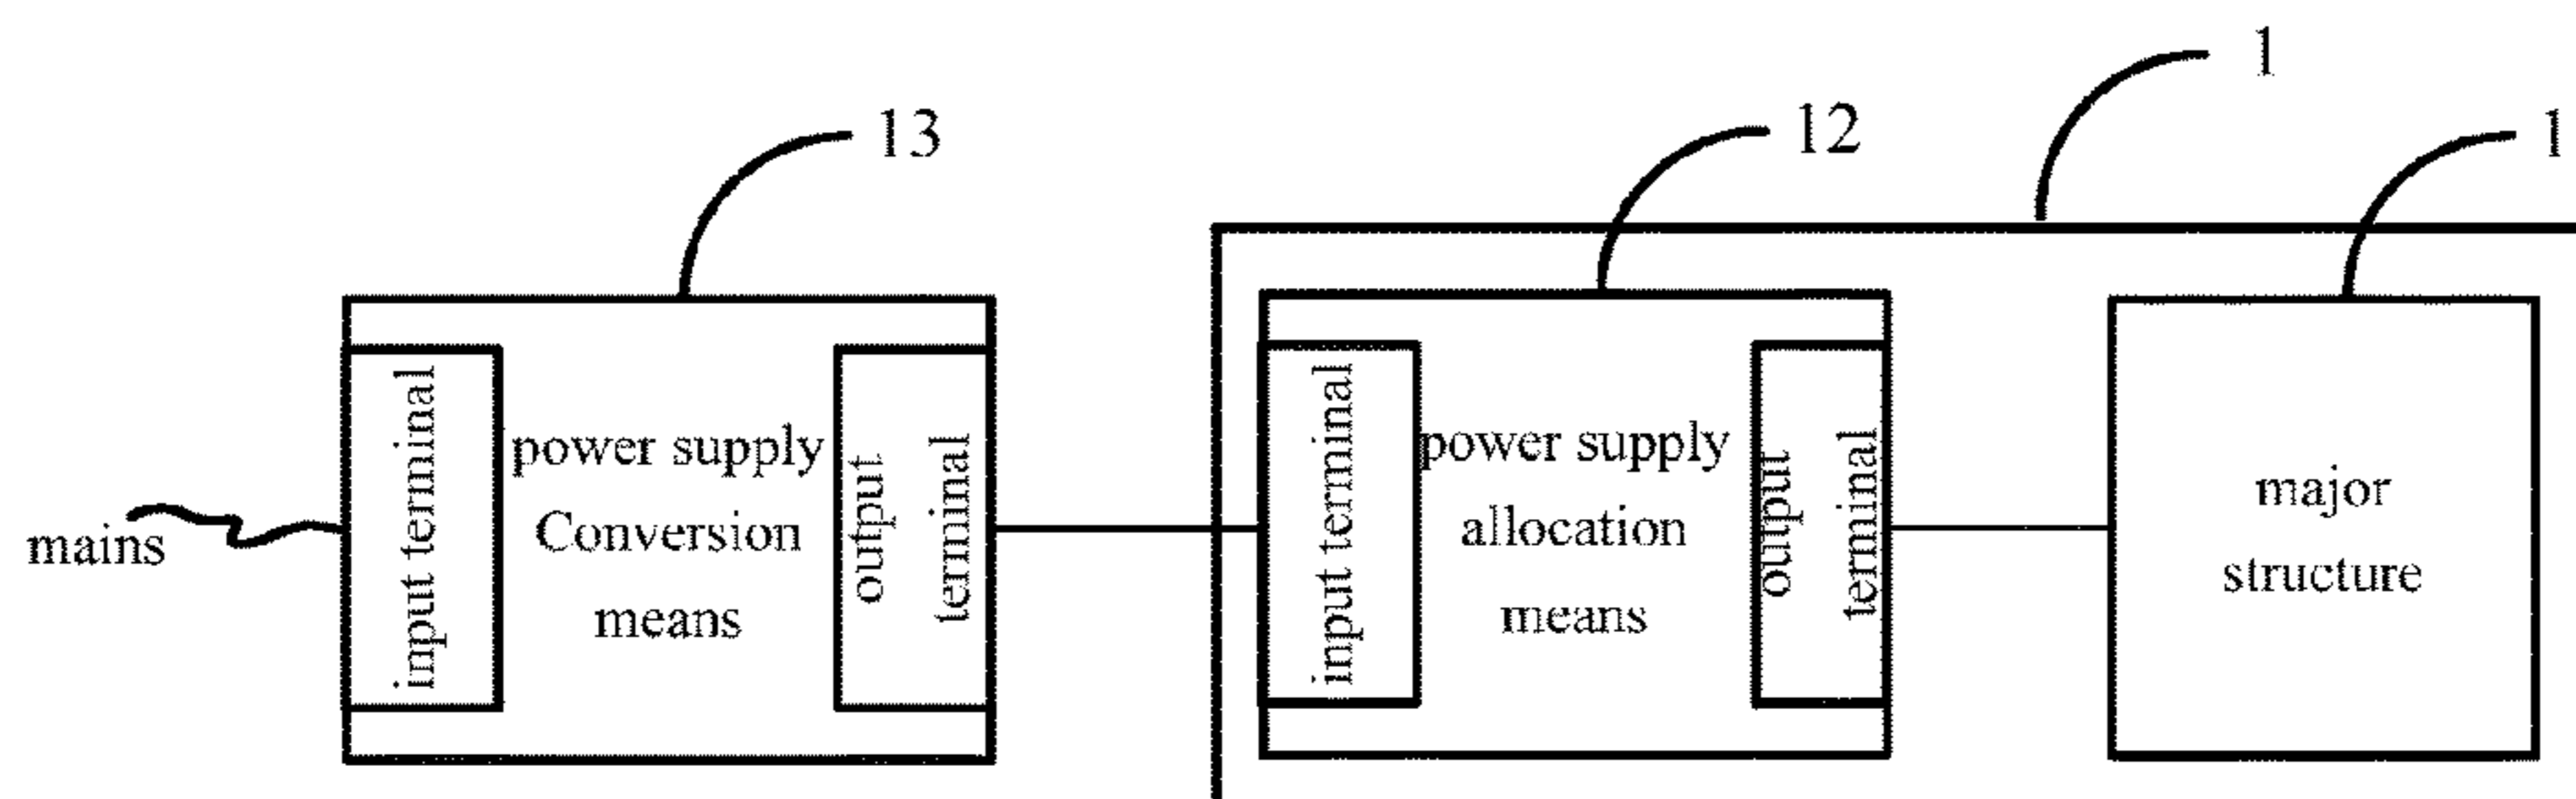 1
13
12
1
mains
input terminal
power supply
Conversion
means
output
terminal
input terminal
power supply
allocation
means
output
terminal
major
structure